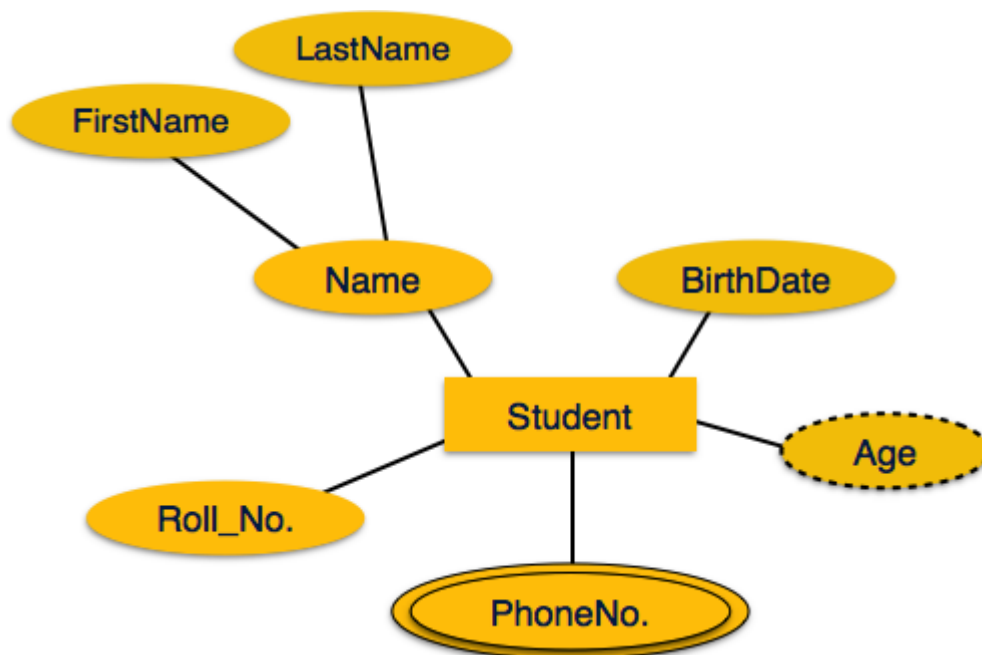 LastName
FirstName
Name
BirthDate
Student
Age
Roll_No.
PhoneNo.